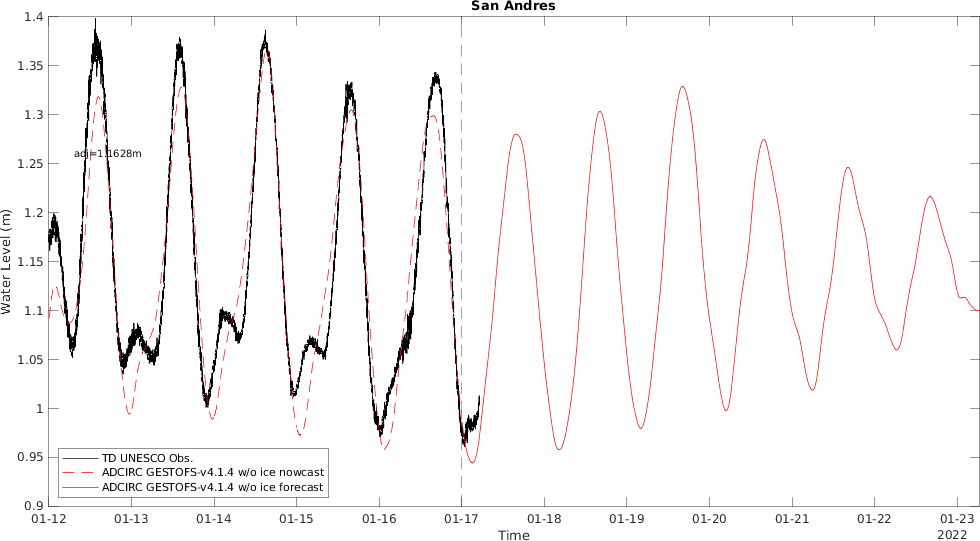 San Andres
1.4
1.35
1.3
1.25
1.2
1.15
1.1
1.05
1
0.95
0.9
Water Level (m)
adj=1.1628m
TD UNESCO Obs.
ADCIRC GESTOFS-v4.1.4 w/o ice nowcast
ADCIRC GESTOFS-v4.1.4 w/o ice forecast
01-12 01-13 01-14 01-15 01-16 01-17 01-18 01-19 01-20 01-21 01-22 01-23
Time
2022